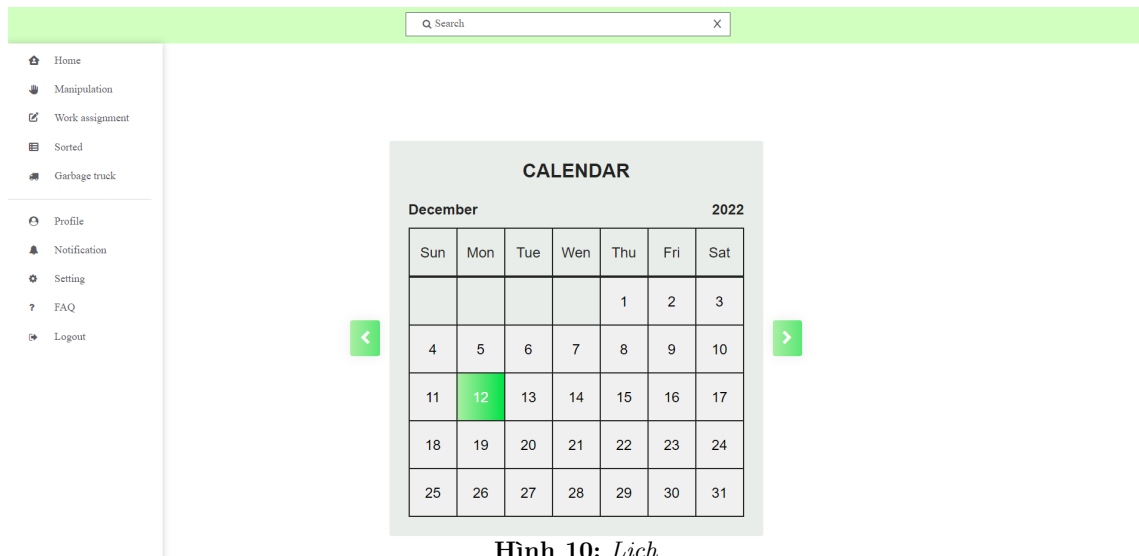 Search X
Home
Manipulation
Work assignment
Sorted
Garbage truck
Profile
Notification
Setting
? FAQ
Logout
CALENDAR
December 2022
Sun Mon Tue Wen Thu Fri Sat
1 2 3
4 5 6 7 8 9 10
11 12 13 14 15 16 17
18 19 20 21 22 23 24
25 26 27 28 29 30 31
Hình 10: Lịch